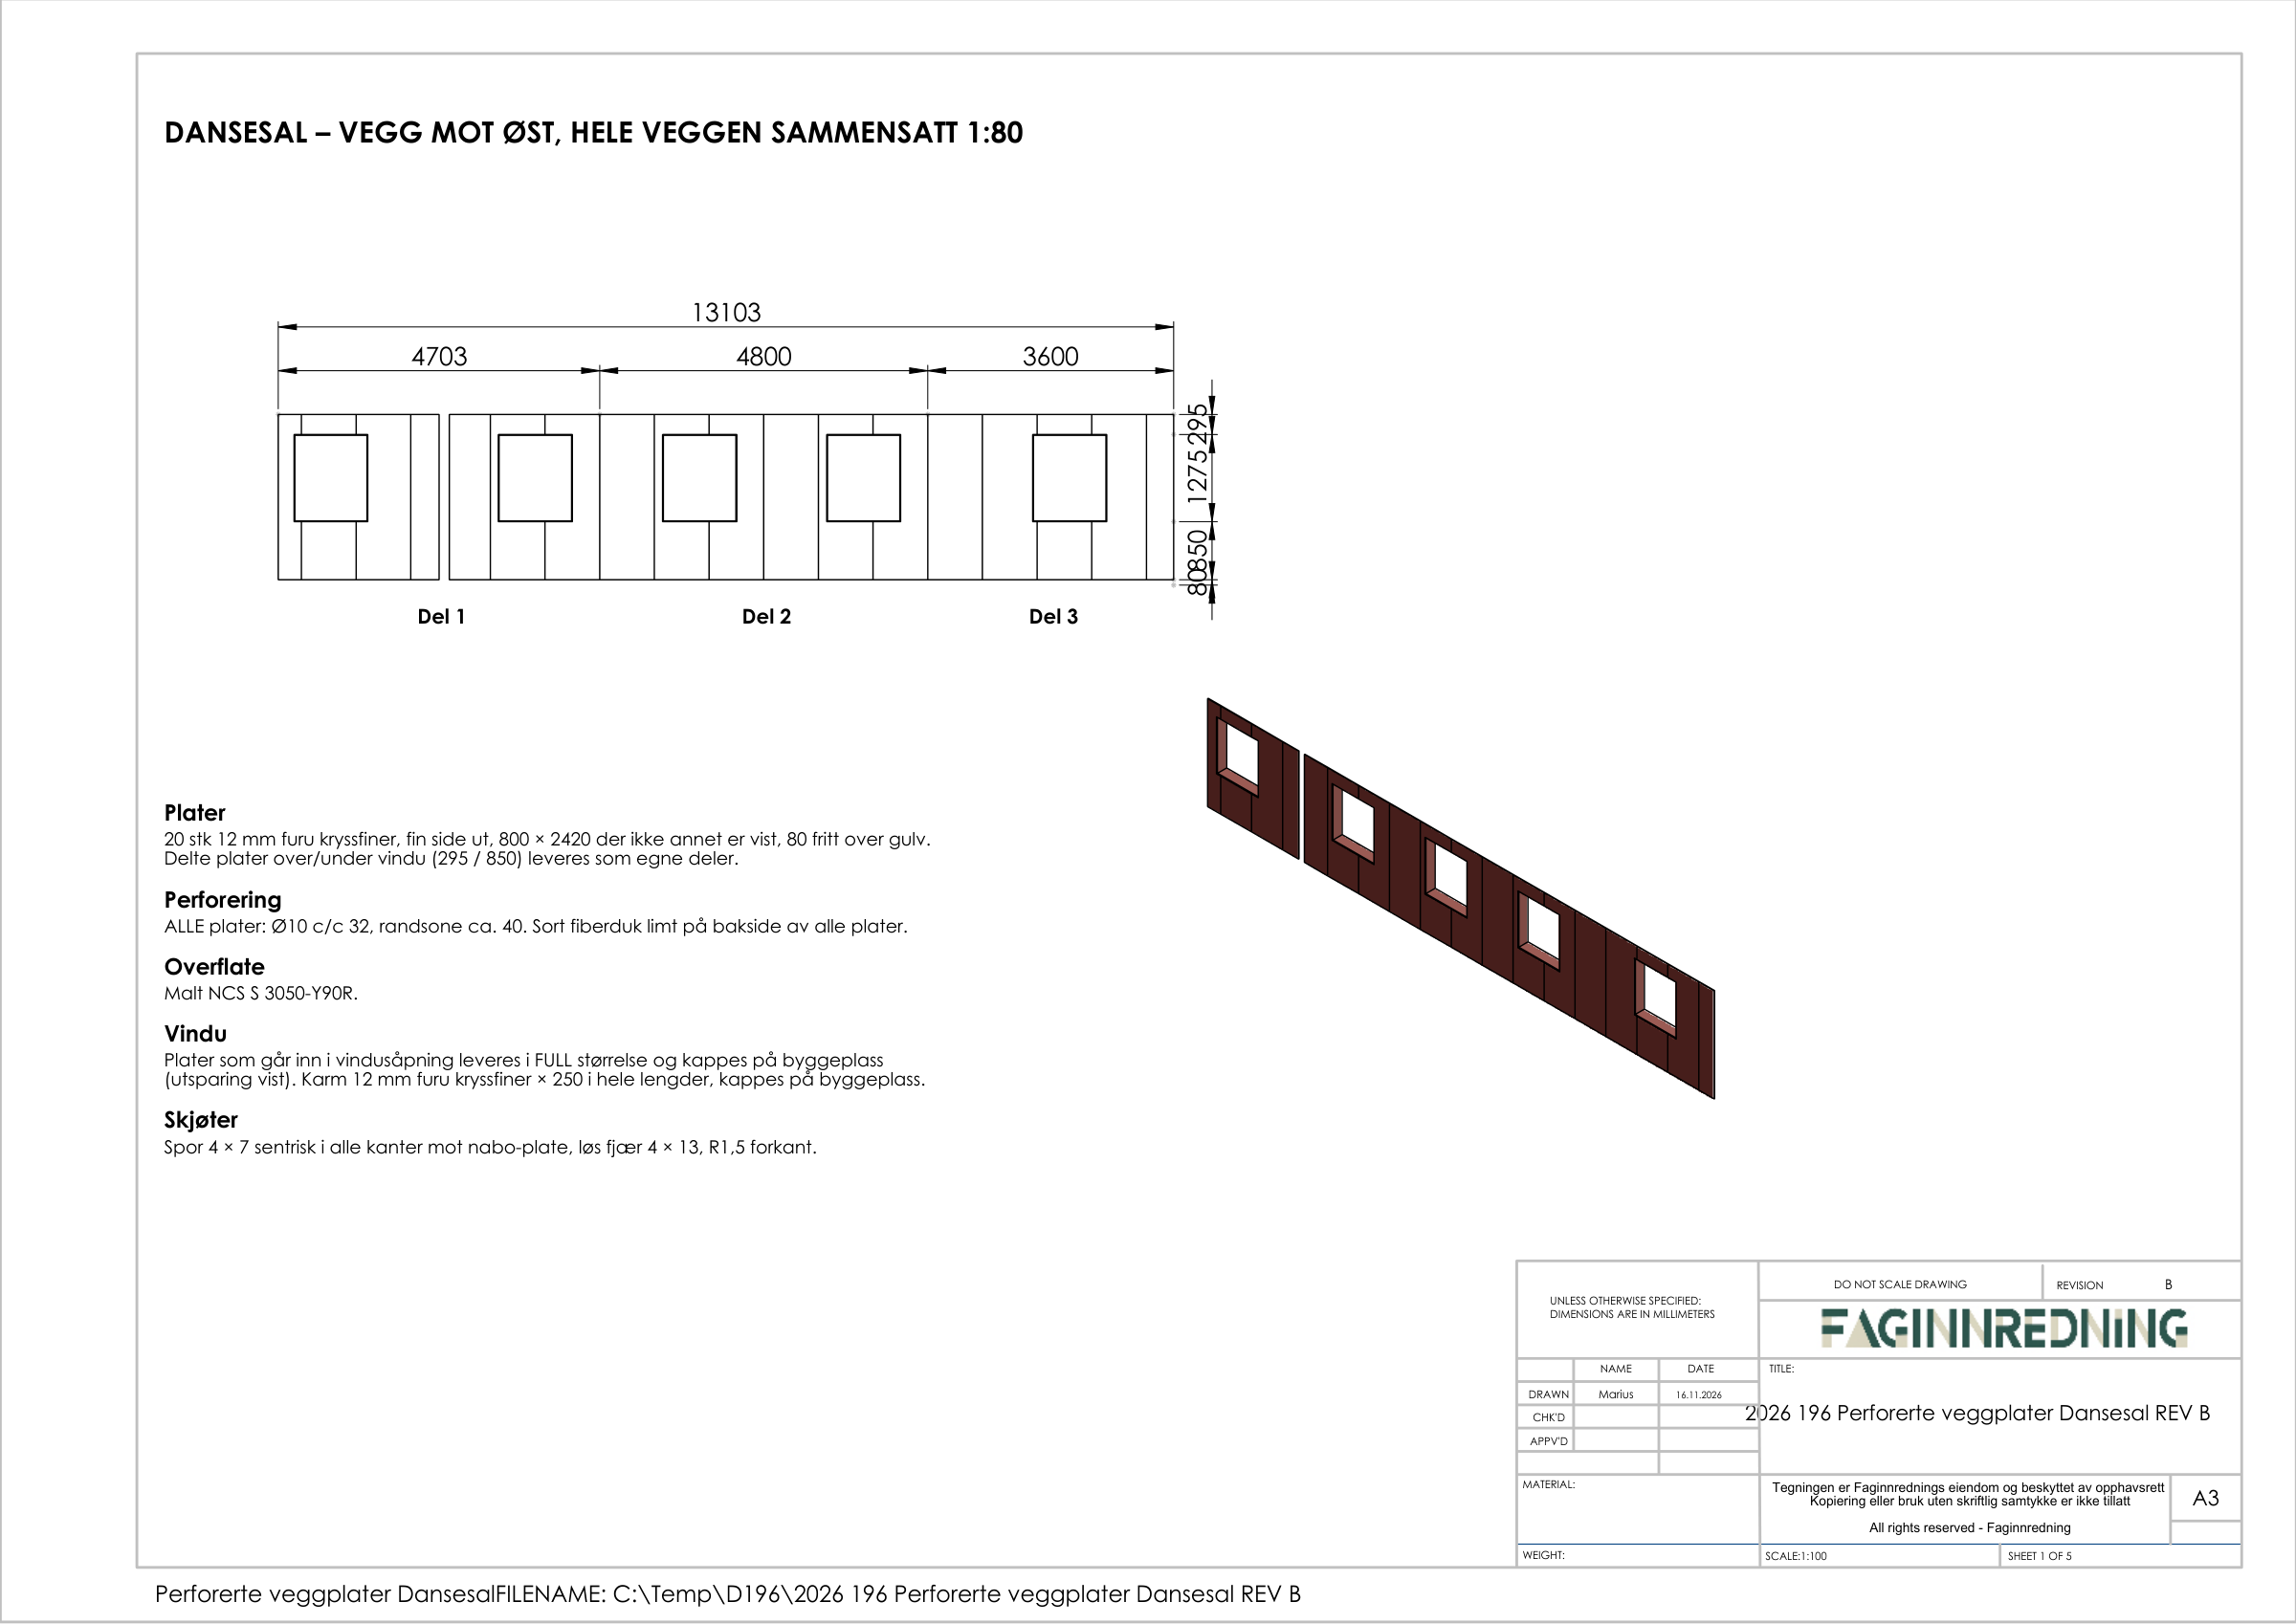 DANSESAL – VEGG MOT ØST, HELE VEGGEN SAMMENSATT 1:80
13103
4703
4800
3600
295
1275
850
80
Del 1
Del 2
Del 3
Plater
20 stk 12 mm furu kryssfiner, fin side ut, 800 × 2420 der ikke annet er vist, 80 fritt over gulv.
Delte plater over/under vindu (295 / 850) leveres som egne deler.
Perforering
ALLE plater: Ø10 c/c 32, randsone ca. 40. Sort fiberduk limt på bakside av alle plater.
Overflate
Malt NCS S 3050-Y90R.
Vindu
Plater som går inn i vindusåpning leveres i FULL størrelse og kappes på byggeplass
(utsparing vist). Karm 12 mm furu kryssfiner × 250 i hele lengder, kappes på byggeplass.
Skjøter
Spor 4 × 7 sentrisk i alle kanter mot nabo-plate, løs fjær 4 × 13, R1,5 forkant.
UNLESS OTHERWISE SPECIFIED:
DIMENSIONS ARE IN MILLIMETERS
DO NOT SCALE DRAWING
REVISION B
FAGINNREDNING
NAME DATE
TITLE:
DRAWN Marius 16.11.2026
CHK'D
APPV'D
2026 196 Perforerte veggplater Dansesal REV B
MATERIAL:
Tegningen er Faginnrednings eiendom og beskyttet av opphavsrett
Kopiering eller bruk uten skriftlig samtykke er ikke tillatt
All rights reserved - Faginnredning
A3
WEIGHT:
SCALE:1:100
SHEET 1 OF 5
Perforerte veggplater DansesalFILENAME: C:\Temp\D196\2026 196 Perforerte veggplater Dansesal REV B